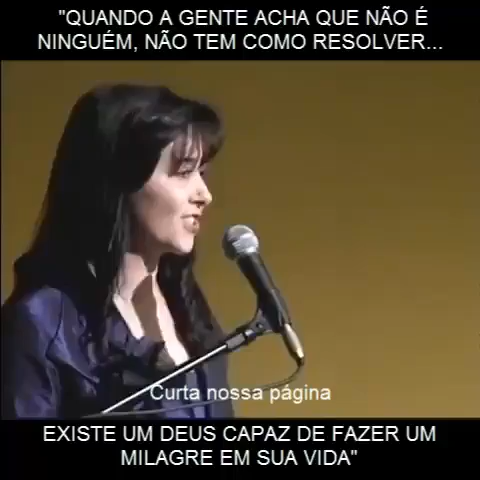 "QUANDO A GENTE ACHA QUE NÃO É
NINGUÉM, NÃO TEM COMO RESOLVER...
Curta nossa página
EXISTE UM DEUS CAPAZ DE FAZER UM
MILAGRE EM SUA VIDA"